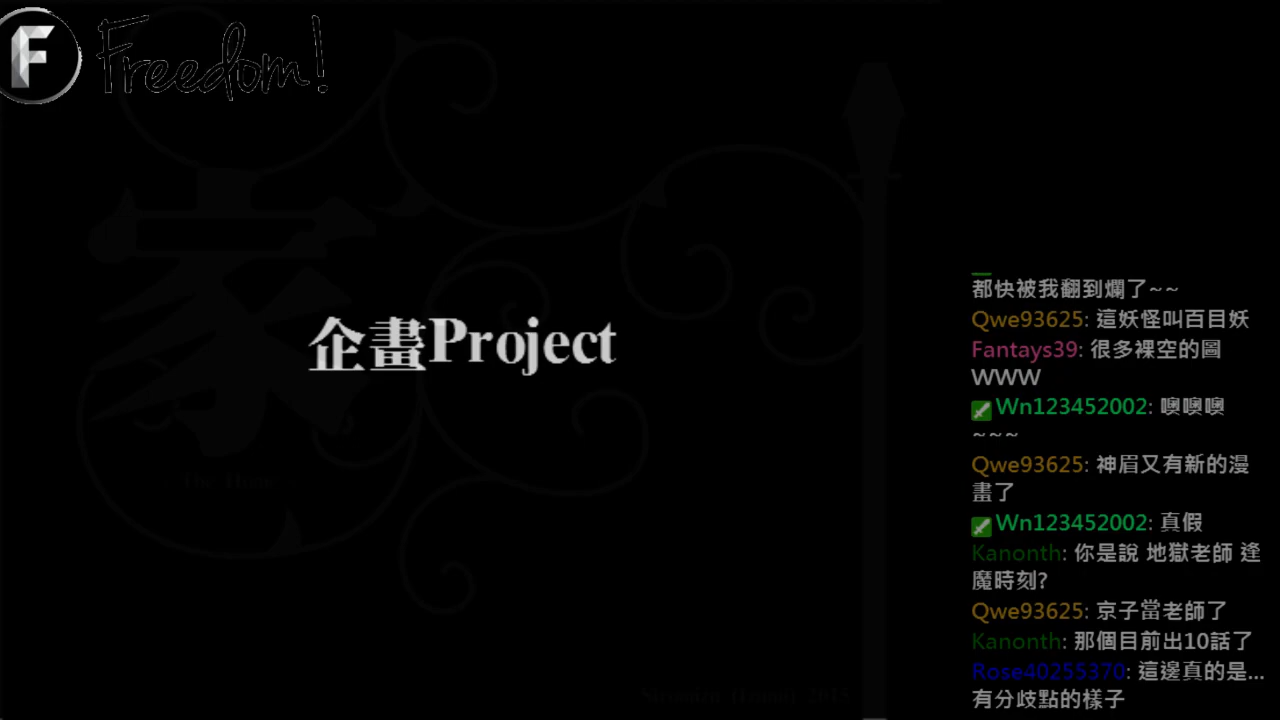 F Freedom!
家
The Home
企畫Project
都快被我翻到爛了~~
Qwe93625: 這妖怪叫百目妖
Fantays39: 很多裸空的圖
WWW
Wn123452002: 噢噢噢
~~~
Qwe93625: 神眉又有新的漫
畫了
Wn123452002: 真假
Kanonth: 你是說 地獄老師 逢
魔時刻?
Qwe93625: 京子當老師了
Kanonth: 那個目前出10話了
Rose40255370: 這邊真的是...
有分歧點的樣子